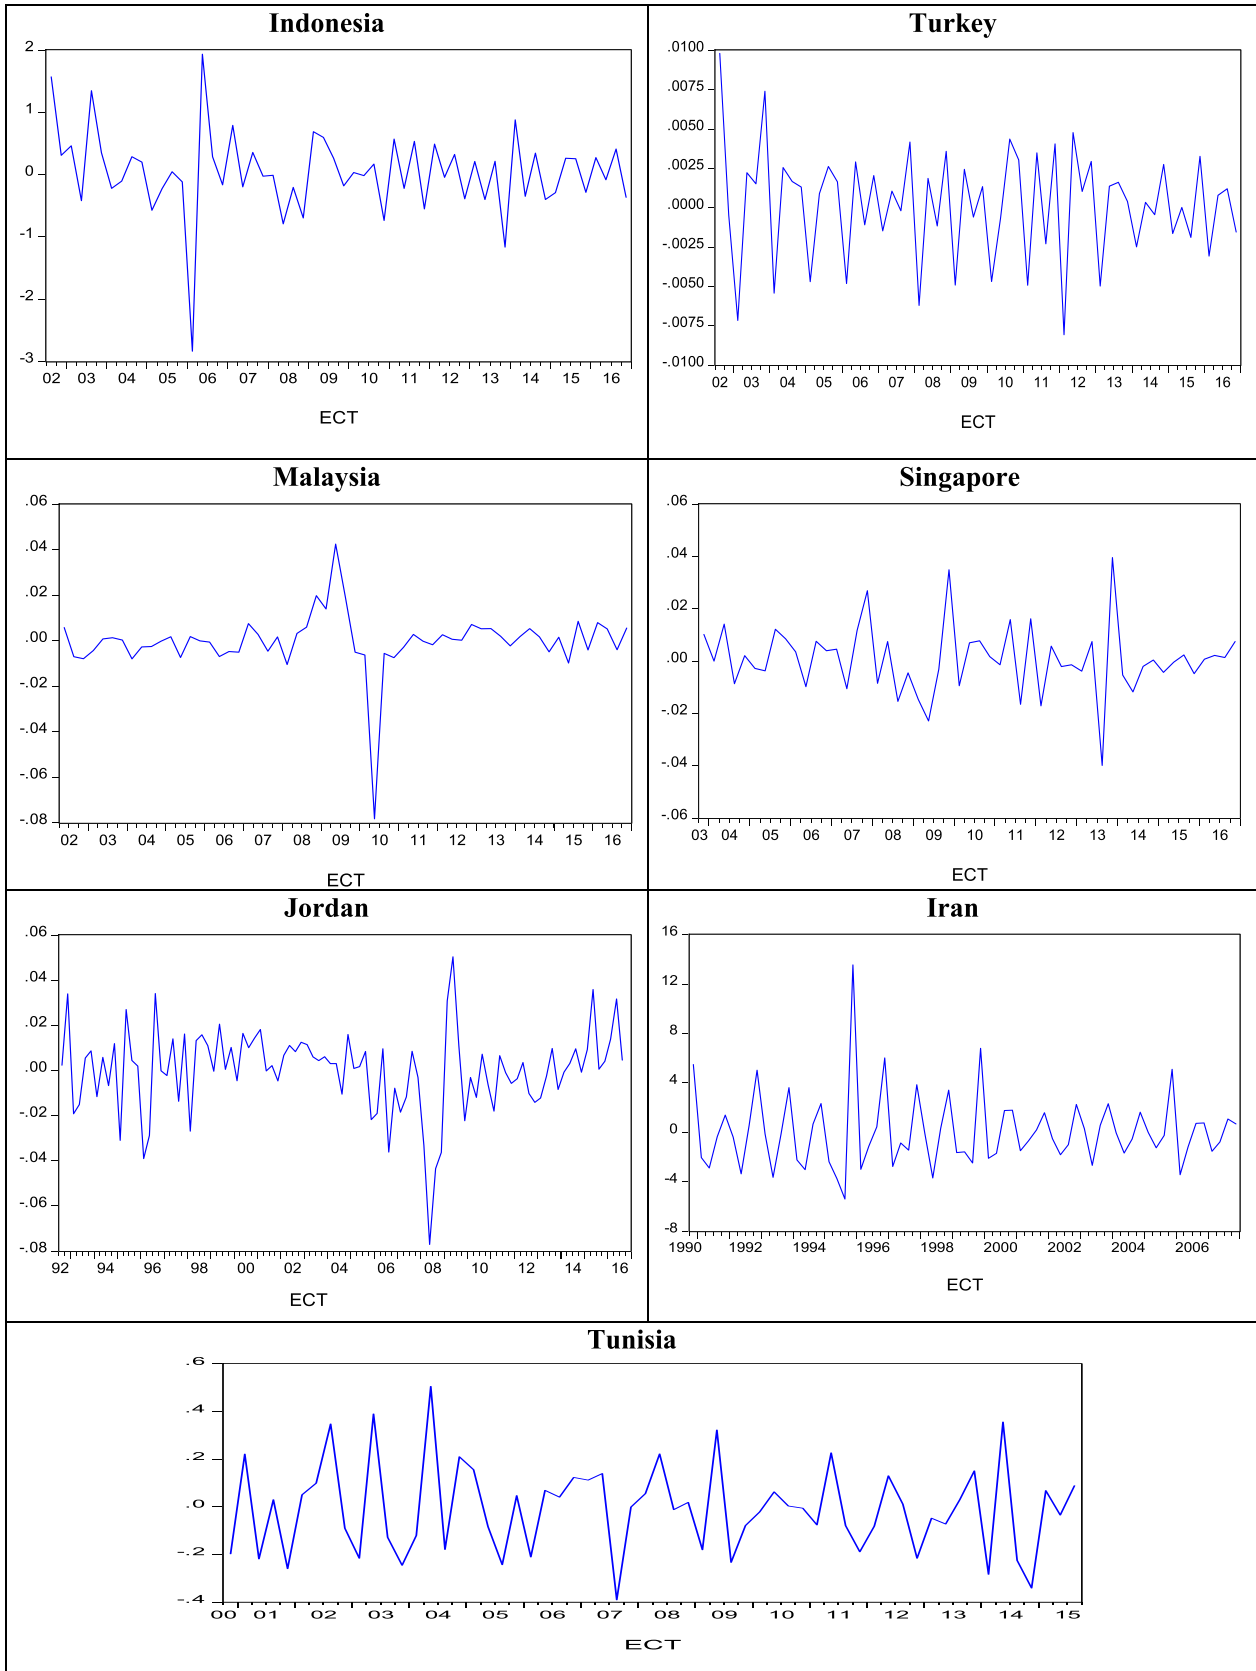 Indonesia
2
1
0
-1
-2
-3
02 03 04 05 06 07 08 09 10 11 12 13 14 15 16
ECT
Turkey
.0100
.0075
.0050
.0025
.0000
-.0025
-.0050
-.0075
-.0100
02 03 04 05 06 07 08 09 10 11 12 13 14 15 16
ECT
Malaysia
.06
.04
.02
.00
-.02
-.04
-.06
-.08
02 03 04 05 06 07 08 09 10 11 12 13 14 15 16
ECT
Singapore
.06
.04
.02
.00
-.02
-.04
-.06
03 04 05 06 07 08 09 10 11 12 13 14 15 16
ECT
Jordan
.06
.04
.02
.00
-.02
-.04
-.06
-.08
92 94 96 98 00 02 04 06 08 10 12 14 16
ECT
Iran
16
12
8
4
0
-4
-8
1990 1992 1994 1996 1998 2000 2002 2004 2006
ECT
Tunisia
.6
.4
.2
.0
-.2
-.4
00 01 02 03 04 05 06 07 08 09 10 11 12 13 14 15
ECT